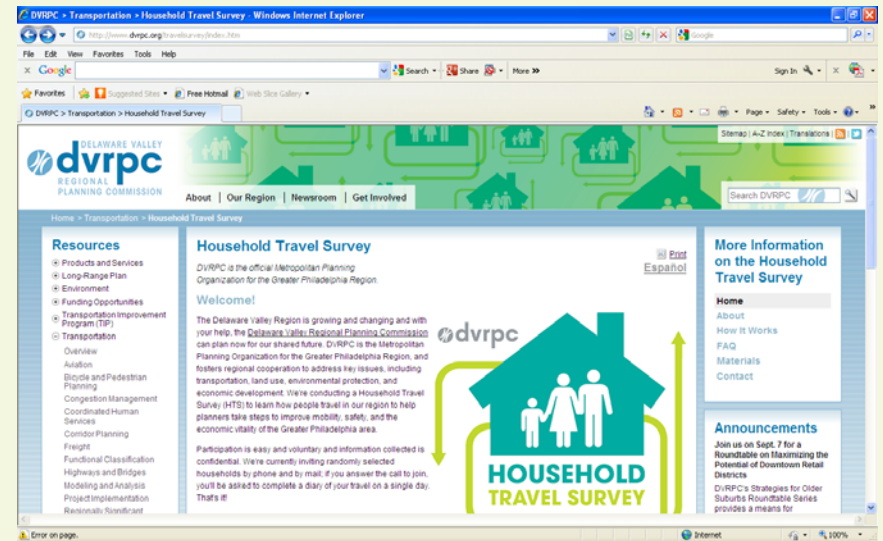 DVRPC > Transportation > Household Travel Survey - Windows Internet Explorer
http://www.dvrpc.org/travelsurvey/index.htm
Google
File Edit View Favorites Tools Help
x Google
Search
Share
More »
Sign In
Favorites
Suggested Sites
Free Hotmail
Web Slice Gallery
DVRPC > Transportation > Household Travel Survey
Page
Safety
Tools
DELAWARE VALLEY
dvrpc
REGIONAL
PLANNING COMMISSION
Sitemap | A-Z Index | Translations
About | Our Region | Newsroom | Get Involved
Search DVRPC
Home > Transportation > Household Travel Survey
Resources
Products and Services
Long-Range Plan
Environment
Funding Opportunities
Transportation Improvement
Program (TIP)
Transportation
Overview
Aviation
Bicycle and Pedestrian
Planning
Congestion Management
Coordinated Human
Services
Corridor Planning
Freight
Functional Classification
Highways and Bridges
Modeling and Analysis
Project Implementation
Regionally Significant
Household Travel Survey
Print
Español
DVRPC is the official Metropolitan Planning
Organization for the Greater Philadelphia Region.
Welcome!
The Delaware Valley Region is growing and changing and with
your help, the Delaware Valley Regional Planning Commission
can plan now for our shared future. DVRPC is the Metropolitan
Planning Organization for the Greater Philadelphia Region, and
fosters regional cooperation to address key issues, including
transportation, land use, environmental protection, and
economic development. We're conducting a Household Travel
Survey (HTS) to learn how people travel in our region to help
planners take steps to improve mobility, safety, and the
economic vitality of the Greater Philadelphia area.
Participation is easy and voluntary and information collected is
confidential. We're currently inviting randomly selected
households by phone and by mail; if you answer the call to join,
you'll be asked to complete a diary of your travel on a single day.
That's it!
dvrpc
HOUSEHOLD
TRAVEL SURVEY
More Information
on the Household
Travel Survey
Home
About
How It Works
FAQ
Materials
Contact
Announcements
Join us on Sept. 7 for a
Roundtable on Maximizing the
Potential of Downtown Retail
Districts
DVRPC's Strategies for Older
Suburbs Roundtable Series
provides a means for
Error on page.
Internet
100%